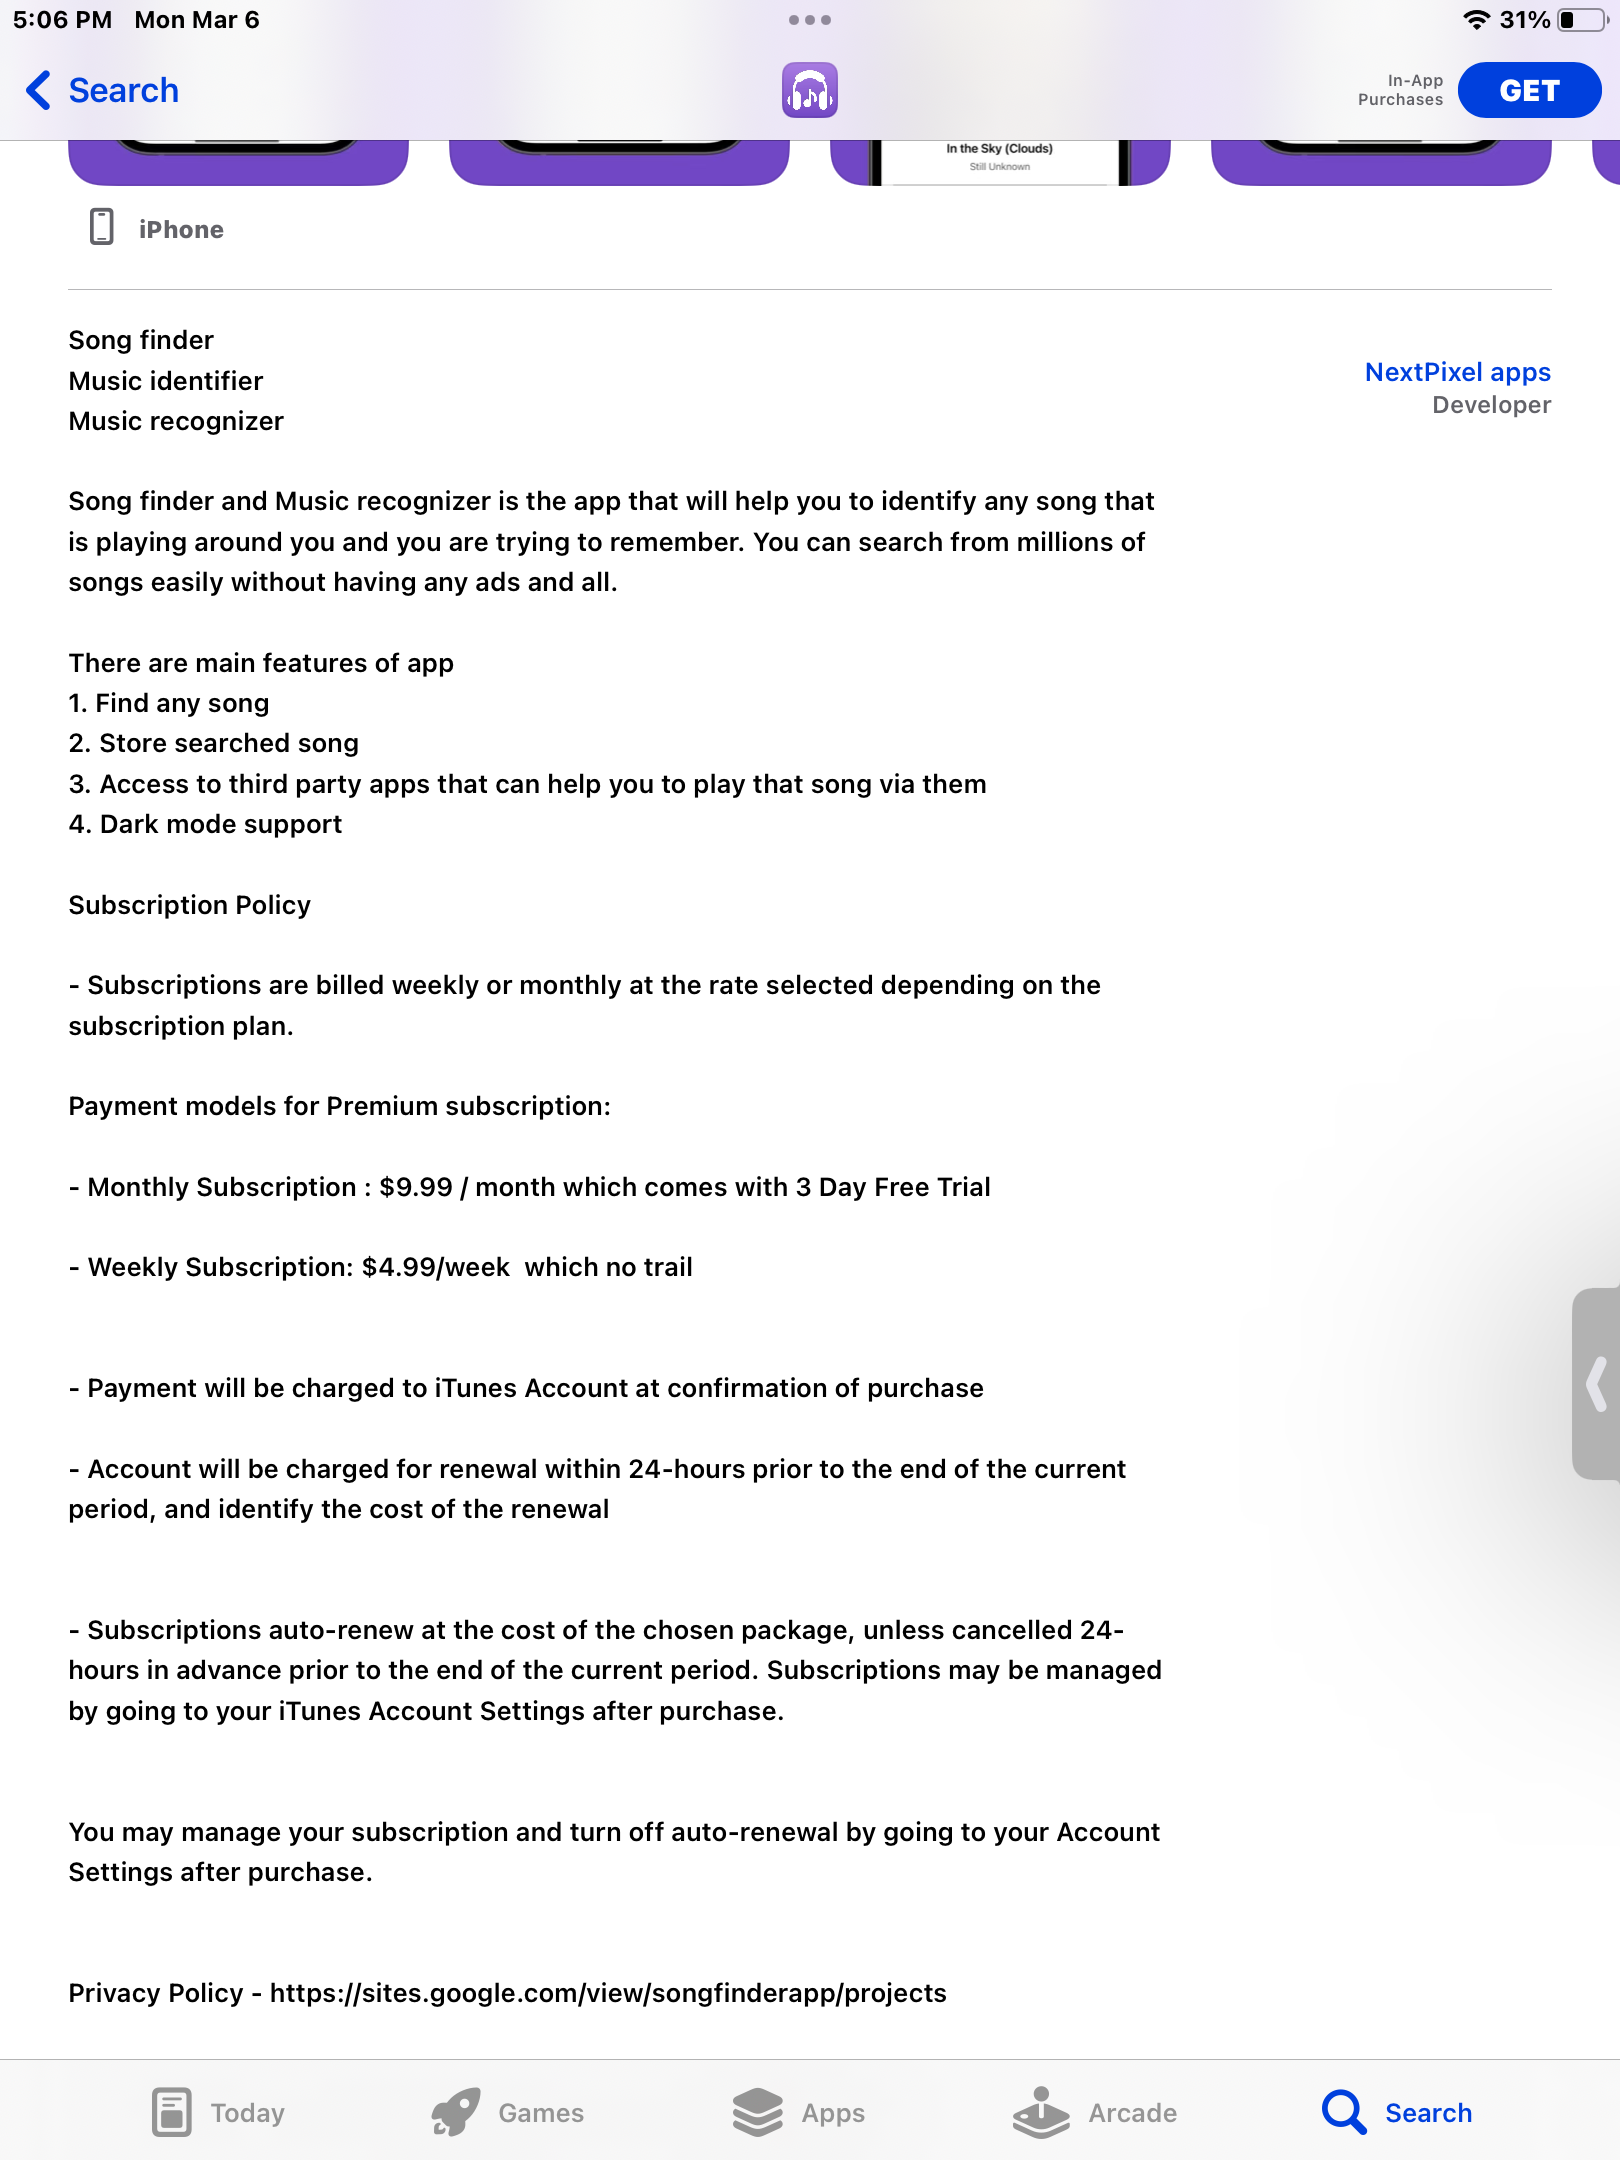 5:06 PM Mon Mar 6
31%
Search
In-App
Purchases
GET
In the Sky (Clouds)
Still Unknown
iPhone
Song finder
Music identifier
Music recognizer
NextPixel apps
Developer
Song finder and Music recognizer is the app that will help you to identify any song that
is playing around you and you are trying to remember. You can search from millions of
songs easily without having any ads and all.
There are main features of app
1. Find any song
2. Store searched song
3. Access to third party apps that can help you to play that song via them
4. Dark mode support
Subscription Policy
- Subscriptions are billed weekly or monthly at the rate selected depending on the
subscription plan.
Payment models for Premium subscription:
- Monthly Subscription : $9.99 / month which comes with 3 Day Free Trial
- Weekly Subscription: $4.99/week  which no trail
- Payment will be charged to iTunes Account at confirmation of purchase
- Account will be charged for renewal within 24-hours prior to the end of the current
period, and identify the cost of the renewal
- Subscriptions auto-renew at the cost of the chosen package, unless cancelled 24-
hours in advance prior to the end of the current period. Subscriptions may be managed
by going to your iTunes Account Settings after purchase.
You may manage your subscription and turn off auto-renewal by going to your Account
Settings after purchase.
Privacy Policy - https://sites.google.com/view/songfinderapp/projects
Today
Games
Apps
Arcade
Search